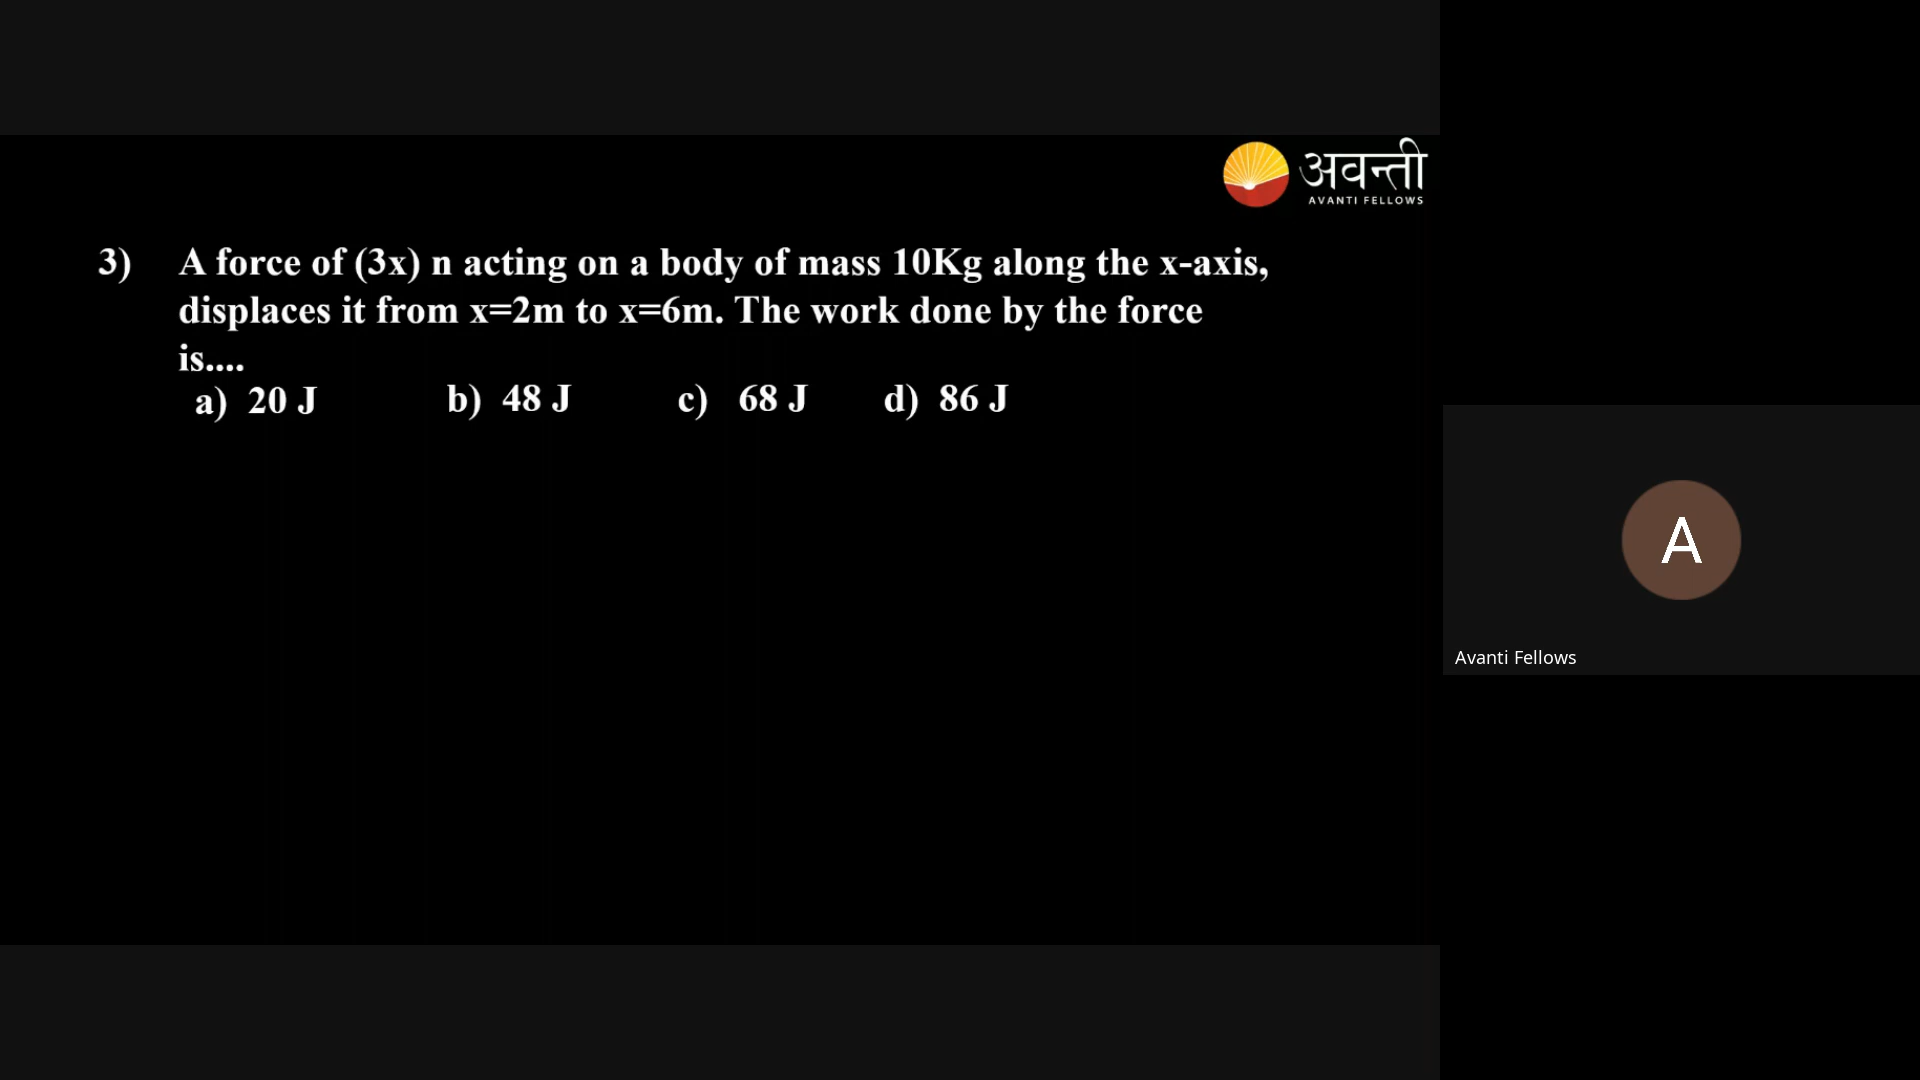 अवन्ती
AVANTI FELLOWS
3) A force of (3x) n acting on a body of mass 10Kg along the x-axis,
displaces it from x=2m to x=6m. The work done by the force
is....
a) 20 J b) 48 J c) 68 J d) 86 J
A
Avanti Fellows